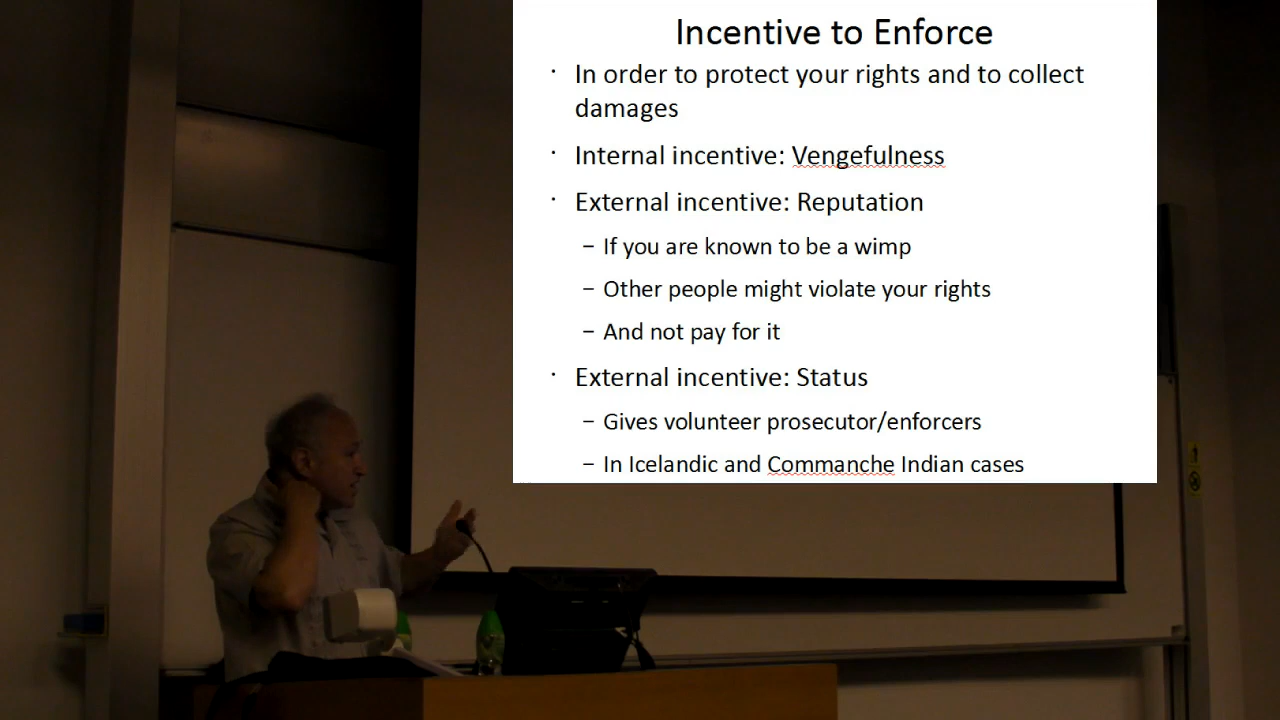 Incentive to Enforce
· In order to protect your rights and to collect
damages
· Internal incentive: Vengefulness
· External incentive: Reputation
– If you are known to be a wimp
– Other people might violate your rights
– And not pay for it
· External incentive: Status
– Gives volunteer prosecutor/enforcers
– In Icelandic and Commanche Indian cases